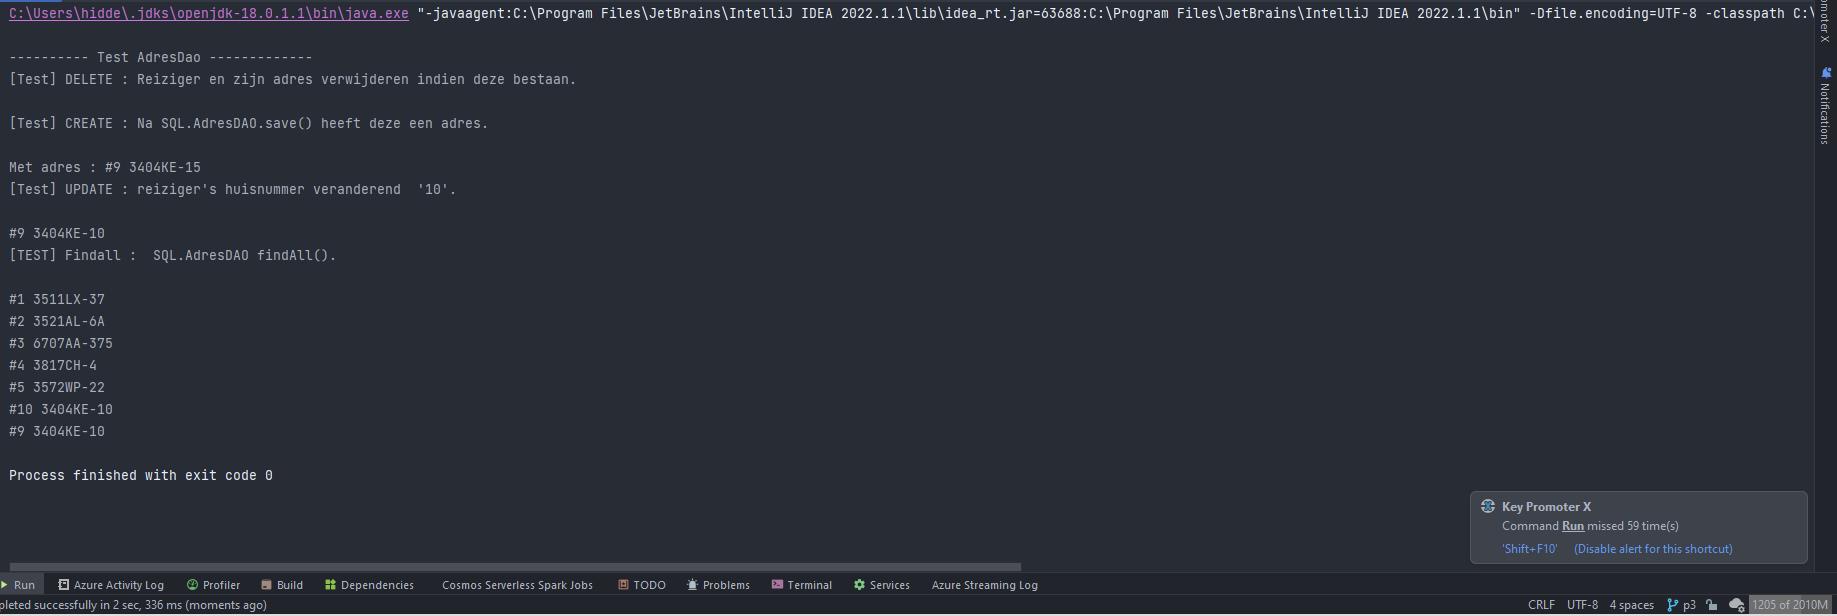 C:\Users\hidde\.jdks\openjdk-18.0.1.1\bin\java.exe "-javaagent:C:\Program Files\JetBrains\IntelliJ IDEA 2022.1.1\lib\idea_rt.jar=63688:C:\Program Files\JetBrains\IntelliJ IDEA 2022.1.1\bin" -Dfile.encoding=UTF-8 -classpath C:\
---------- Test AdresDao -------------
[Test] DELETE : Reiziger en zijn adres verwijderen indien deze bestaan.
[Test] CREATE : Na SQL.AdresDAO.save() heeft deze een adres.
Met adres : #9 3404KE-15
[Test] UPDATE : reiziger's huisnummer veranderend  '10'.
#9 3404KE-10
[TEST] Findall :  SQL.AdresDAO findAll().
#1 3511LX-37
#2 3521AL-6A
#3 6707AA-375
#4 3817CH-4
#5 3572WP-22
#10 3404KE-10
#9 3404KE-10
Process finished with exit code 0
omoter X
Notifications
Key Promoter X
Command Run missed 59 time(s)
'Shift+F10' (Disable alert for this shortcut)
Run Azure Activity Log Profiler Build Dependencies Cosmos Serverless Spark Jobs TODO Problems Terminal Services Azure Streaming Log
pleted successfully in 2 sec, 336 ms (moments ago) CRLF UTF-8 4 spaces p3 1205 of 2010M